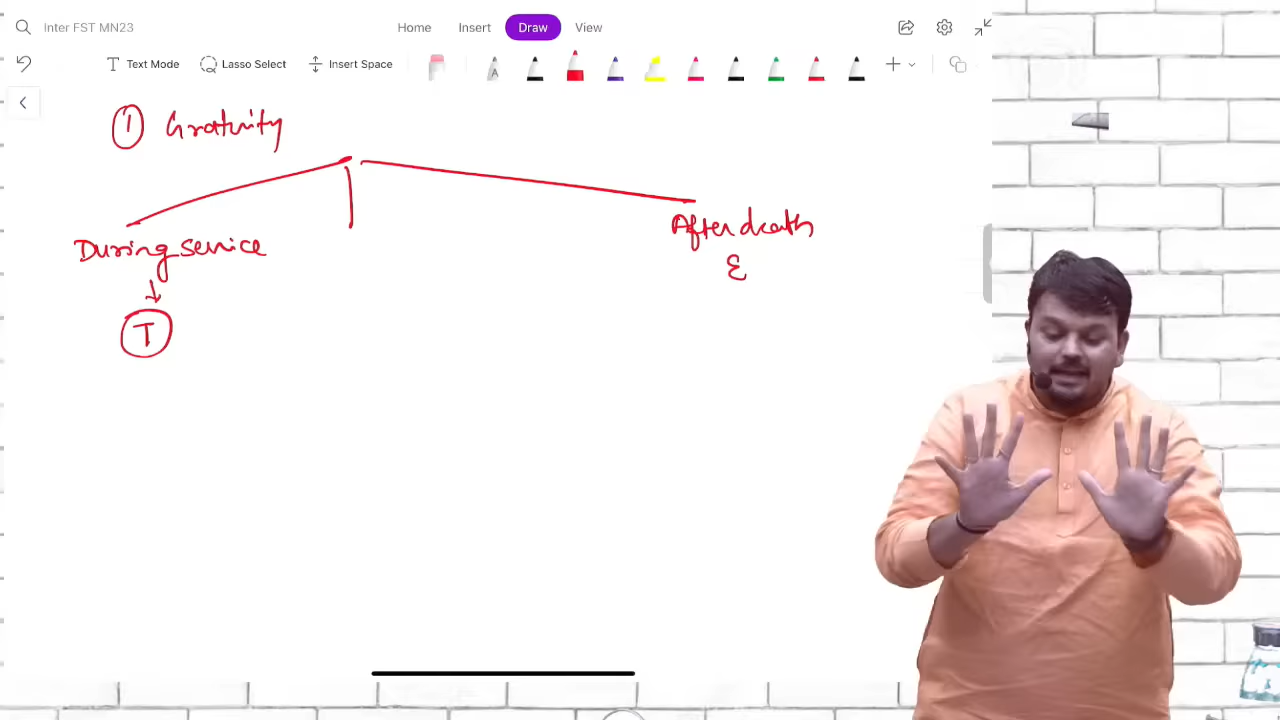 Inter FST MN23
Home Insert Draw View
Text Mode Lasso Select Insert Space
A
1 Gratuity
During service
After death
E
T